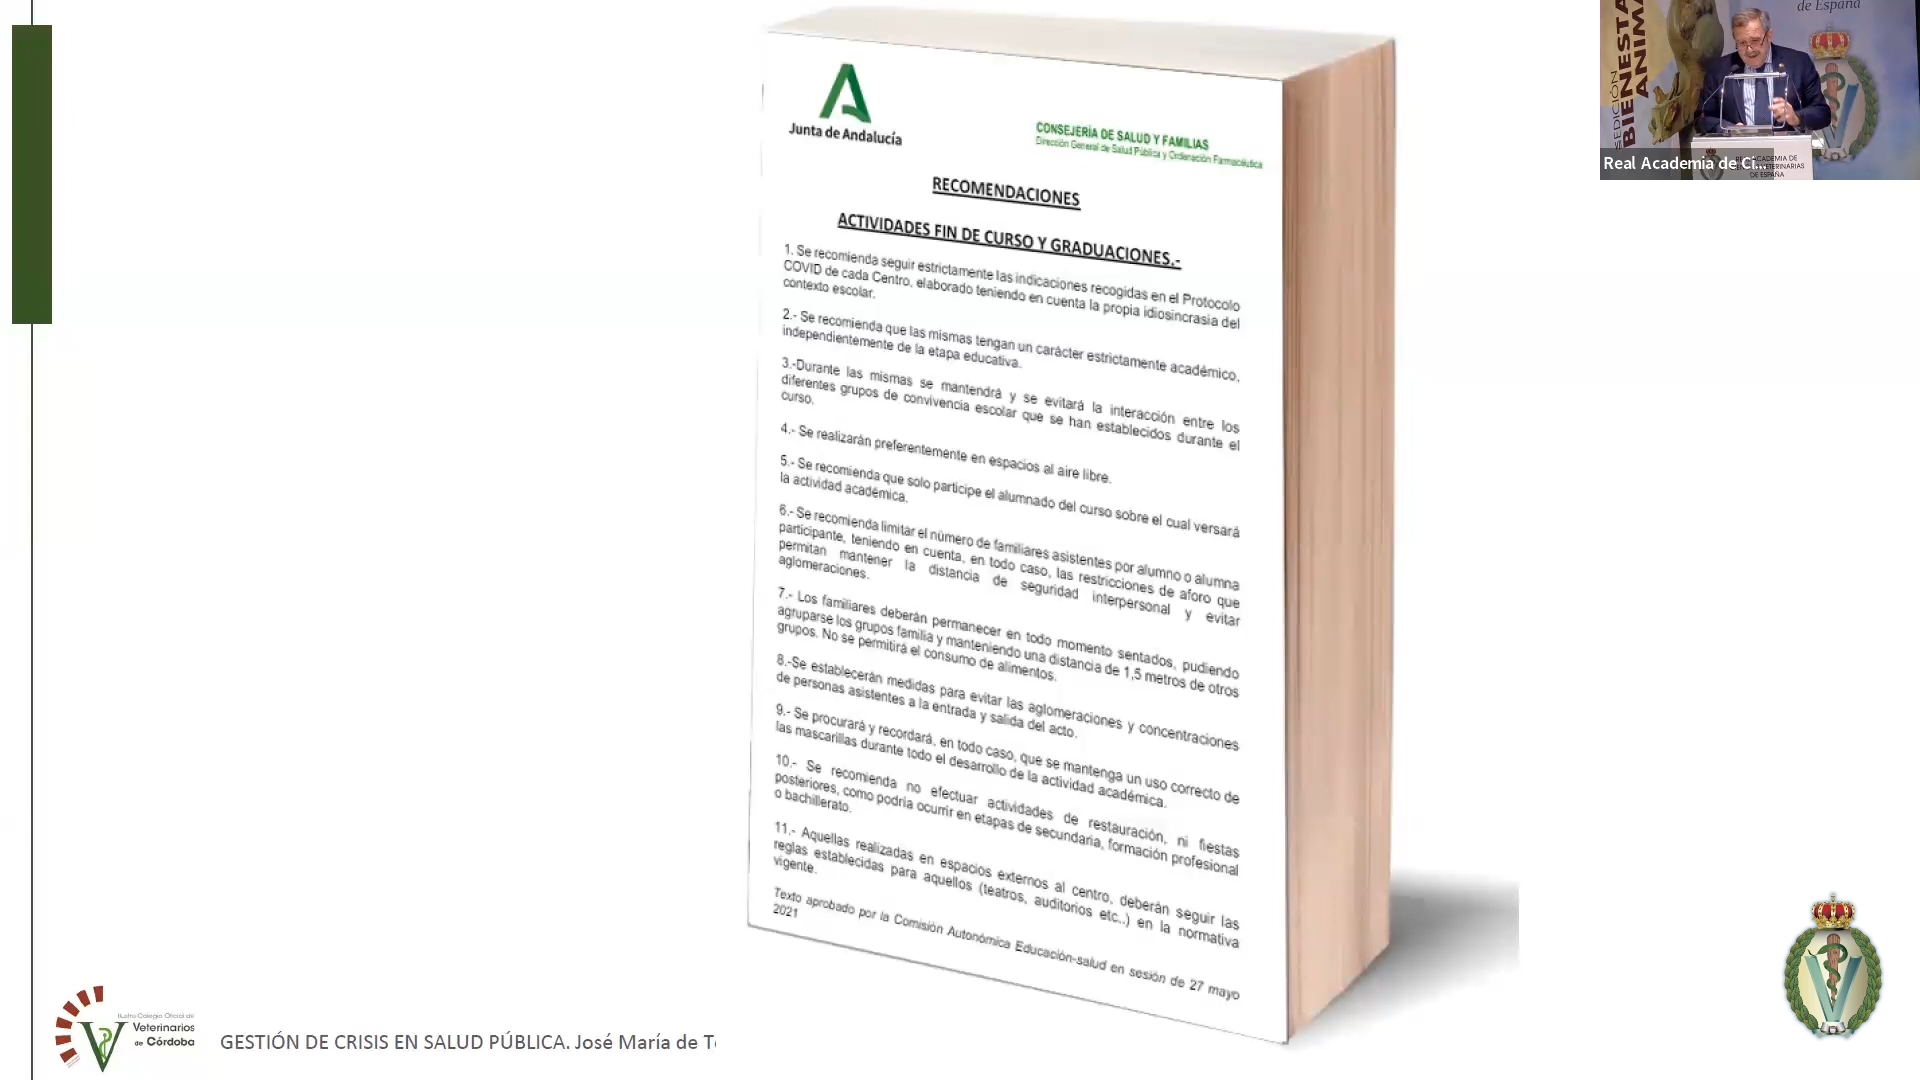 Junta de Andalucía
CONSEJERÍA DE SALUD Y FAMILIAS
Dirección General de Salud Pública y Ordenación Farmacéutica
RECOMENDACIONES
ACTIVIDADES FIN DE CURSO Y GRADUACIONES.-
1. Se recomienda seguir estrictamente las indicaciones recogidas en el Protocolo
COVID de cada Centro, elaborado teniendo en cuenta la propia idiosincrasia del
contexto escolar.
2.- Se recomienda que las mismas tengan un carácter estrictamente académico,
independientemente de la etapa educativa.
3.-Durante las mismas se mantendrá y se evitará la interacción entre los
diferentes grupos de convivencia escolar que se han establecidos durante el
curso.
4.- Se realizarán preferentemente en espacios al aire libre.
5.- Se recomienda que solo participe el alumnado del curso sobre el cual versará
la actividad académica.
6.- Se recomienda limitar el número de familiares asistentes por alumno o alumna
participante, teniendo en cuenta, en todo caso, las restricciones de aforo que
permitan mantener la distancia de seguridad interpersonal y evitar
aglomeraciones.
7.- Los familiares deberán permanecer en todo momento sentados, pudiendo
agruparse los grupos familia y manteniendo una distancia de 1,5 metros de otros
grupos. No se permitirá el consumo de alimentos.
8.-Se establecerán medidas para evitar las aglomeraciones y concentraciones
de personas asistentes a la entrada y salida del acto.
9.- Se procurará y recordará, en todo caso, que se mantenga un uso correcto de
las mascarillas durante todo el desarrollo de la actividad académica.
10.- Se recomienda no efectuar actividades de restauración, ni fiestas
posteriores, como podría ocurrir en etapas de secundaria, formación profesional
o bachillerato.
11.- Aquellas realizadas en espacios externos al centro, deberán seguir las
reglas establecidas para aquellos (teatros, auditorios etc..) en la normativa
vigente.
Texto aprobado por la Comisión Autonómica Educación-salud en sesión de 27 mayo
2021
Ilustre Colegio Oficial de
Veterinarios
de Córdoba
GESTIÓN DE CRISIS EN SALUD PÚBLICA. José María de To
de España
BIENESTA
ANIMA
Real Academia de Ci...
ACADEMIA DE
VETERINARIAS
DE ESPAÑA